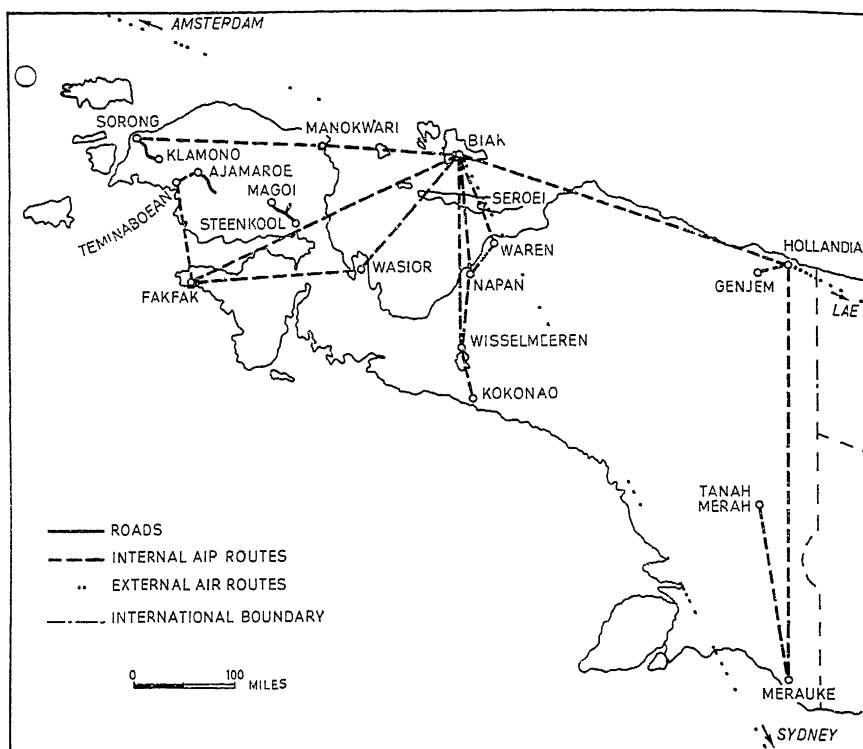 AMSTERDAM
SORONG
MANOKWARI
BIAK
KLAMONO
AJAMAROE
MAGOI
SEROEI
TEMINABOEAN
STEENKOOL
WAREN
HOLLANDIA
WASIOR
FAKFAK
NAPAN
GENJEM
LAE
WISSELMEEREN
KOKONAO
TANAH
MERAH
ROADS
INTERNAL AIP ROUTES
EXTERNAL AIR ROUTES
INTERNATIONAL BOUNDARY
0 100
MILES
MERAUKE
SYDNEY